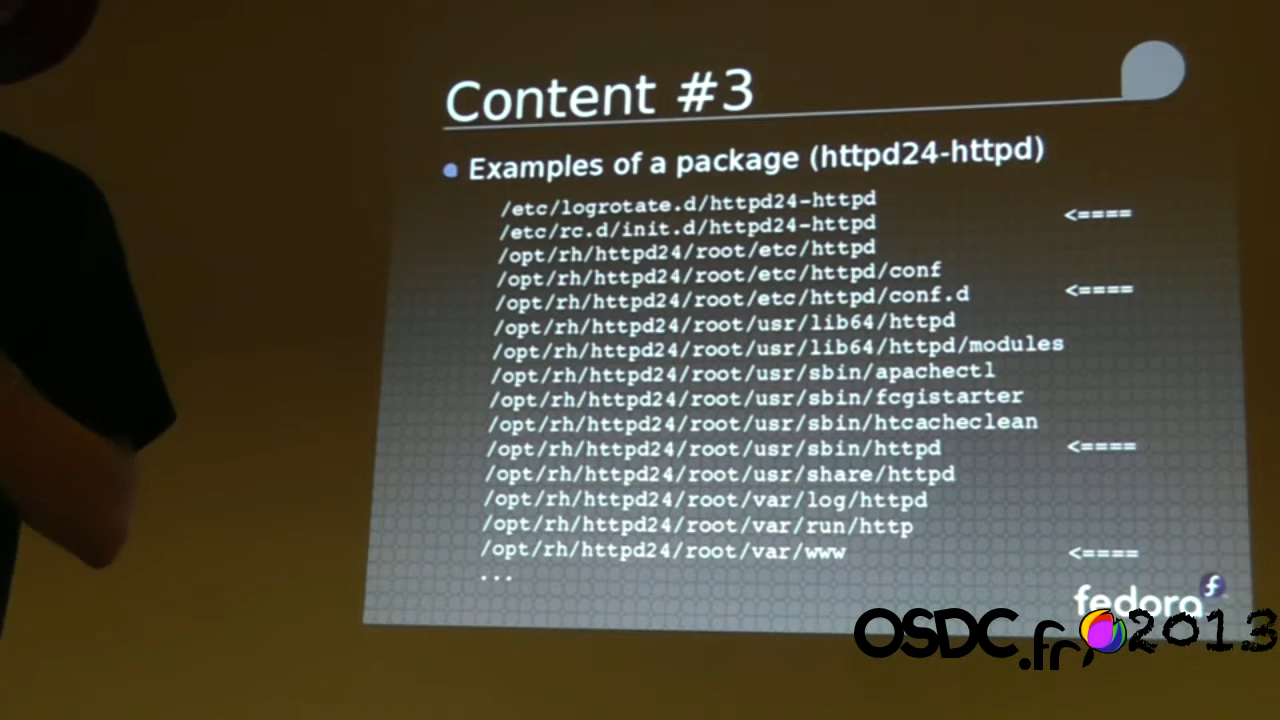 Content #3
Examples of a package (httpd24-httpd)
/etc/logrotate.d/httpd24-httpd
/etc/rc.d/init.d/httpd24-httpd <====
/opt/rh/httpd24/root/etc/httpd
/opt/rh/httpd24/root/etc/httpd/conf
/opt/rh/httpd24/root/etc/httpd/conf.d <====
/opt/rh/httpd24/root/usr/lib64/httpd
/opt/rh/httpd24/root/usr/lib64/httpd/modules
/opt/rh/httpd24/root/usr/sbin/apachectl
/opt/rh/httpd24/root/usr/sbin/fcgistarter
/opt/rh/httpd24/root/usr/sbin/htcacheclean
/opt/rh/httpd24/root/usr/sbin/httpd <====
/opt/rh/httpd24/root/usr/share/httpd
/opt/rh/httpd24/root/var/log/httpd
/opt/rh/httpd24/root/var/run/http
/opt/rh/httpd24/root/var/www <====
...
fedora
OSDC.fr 2013